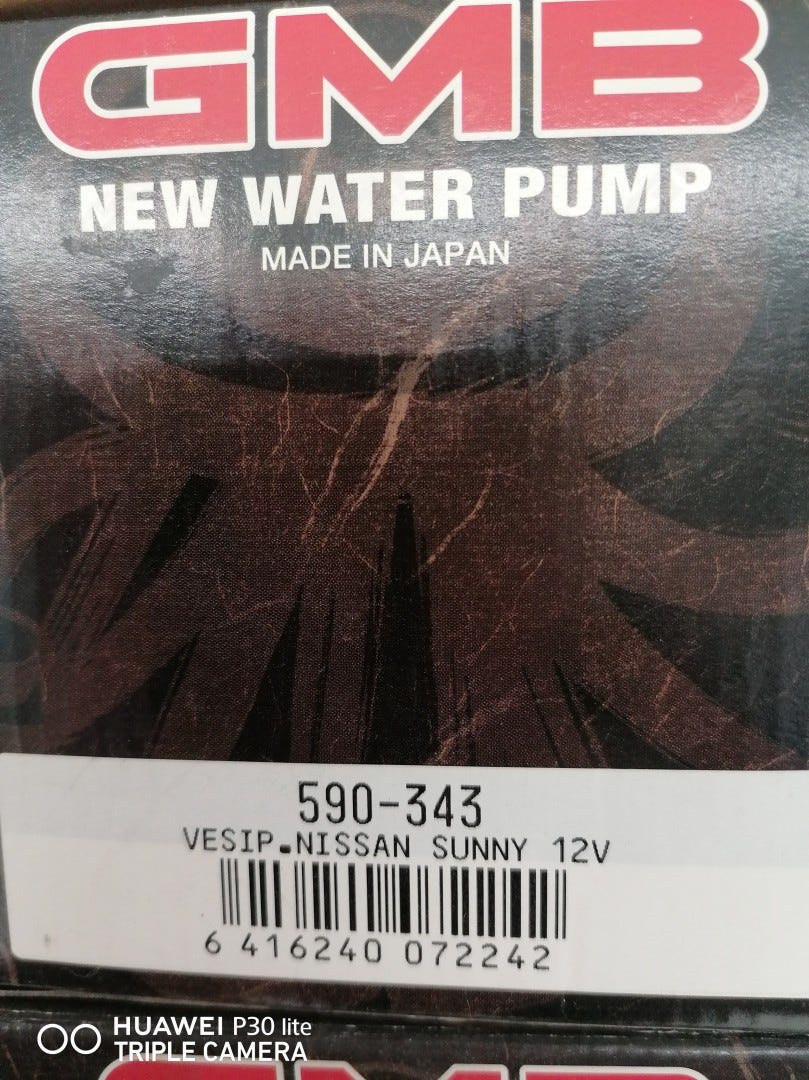 GMB
NEW WATER PUMP
MADE IN JAPAN
590-343
VESIP.NISSAN SUNNY 12V
6 416240 072242
HUAWEI P30 lite
TRIPLE CAMERA
GMB